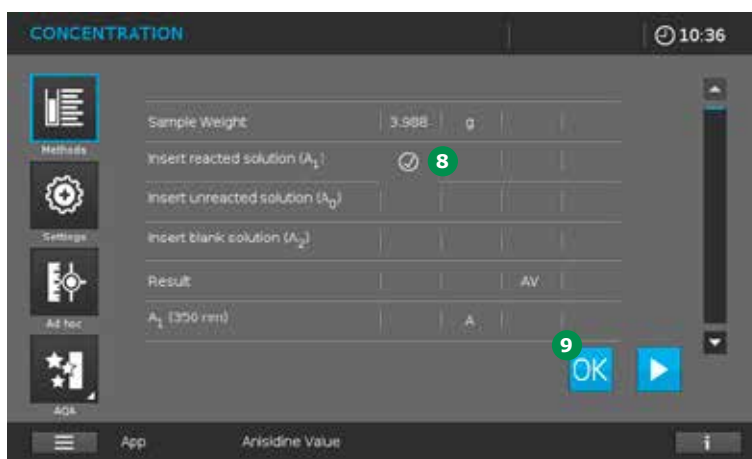 CONCENTRATION 10:36
Methods
Settings
Ad hoc
AQA
Sample Weight 3.988 g
Insert reacted solution (A₁) 8
Insert unreacted solution (A₀)
Insert blank solution (A₂)
Result AV
A₁ (350 nm) A
9
OK
App Anisidine Value i